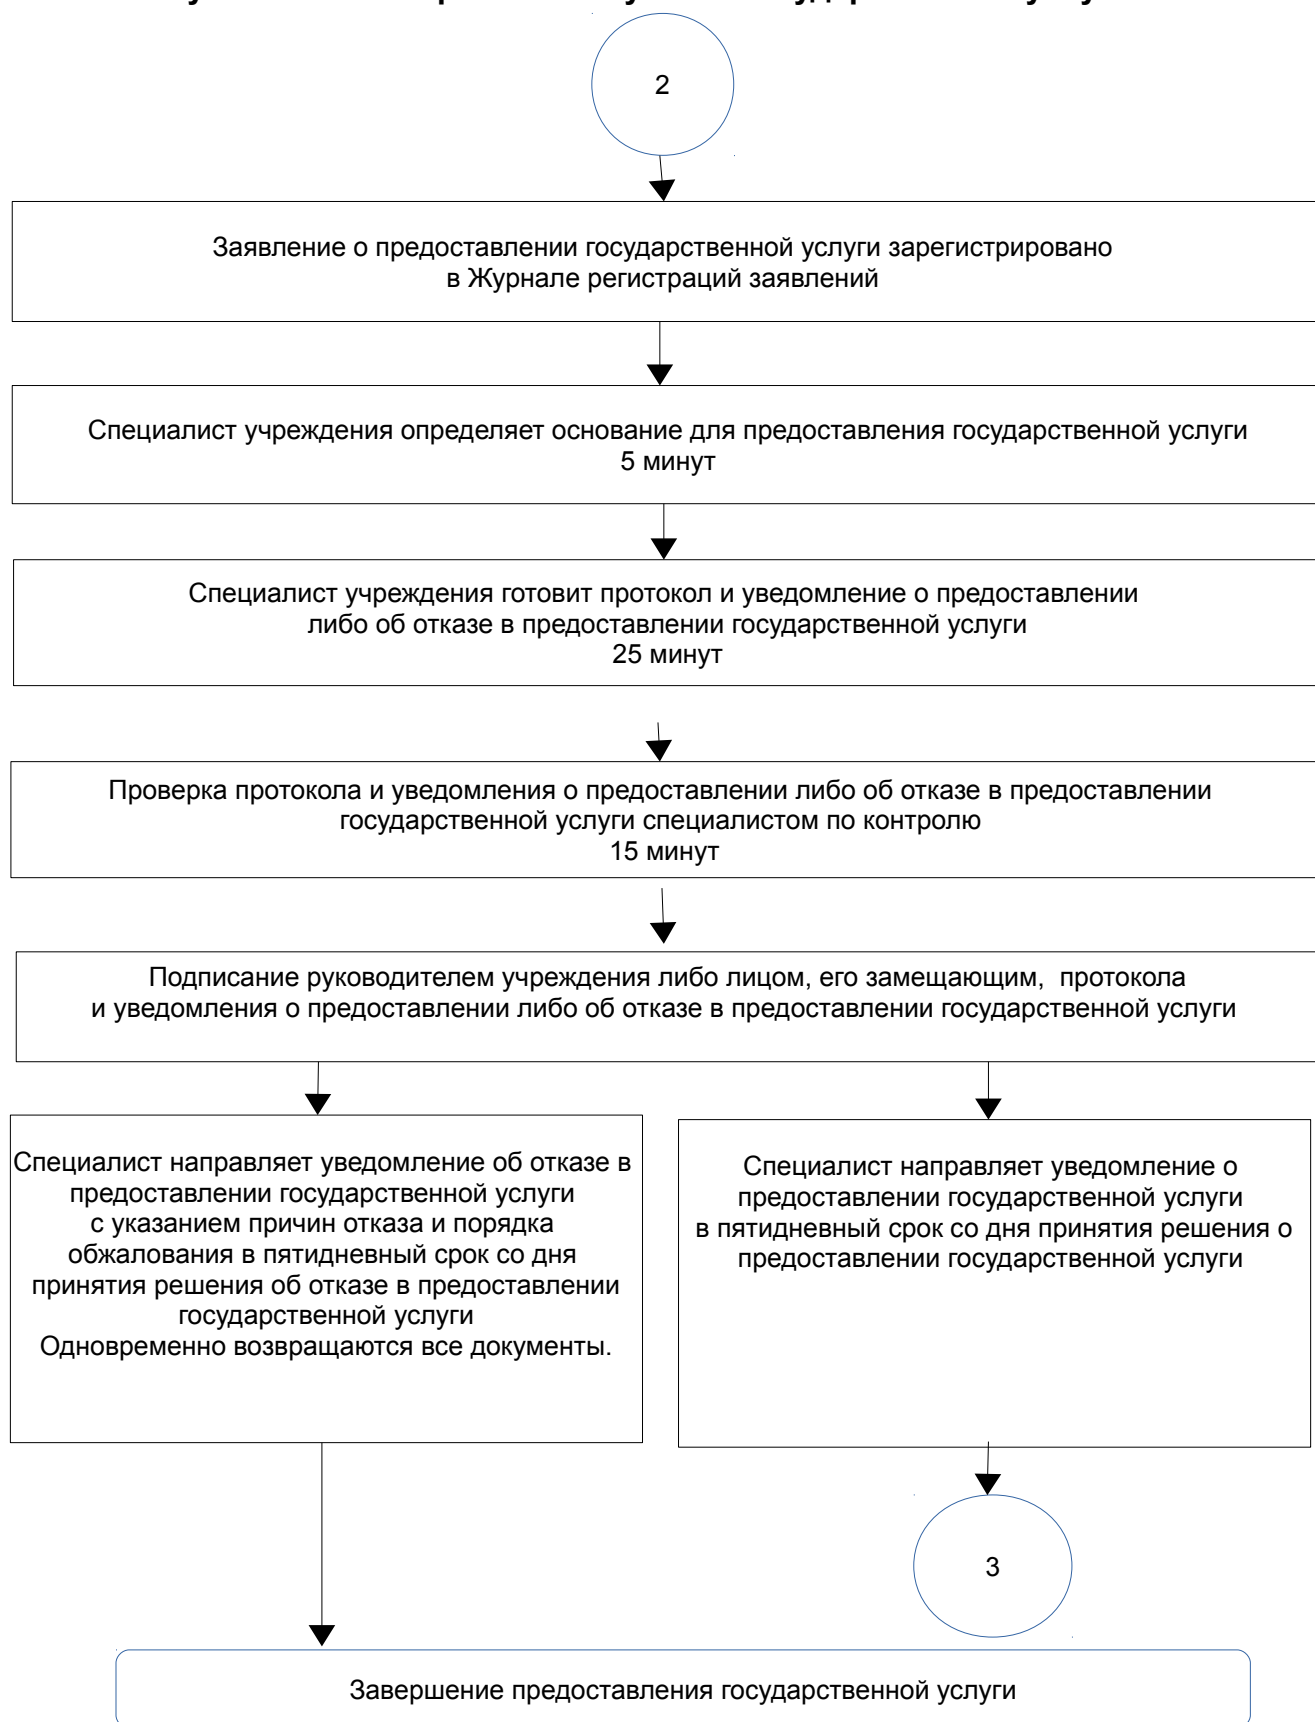 2
Заявление о предоставлении государственной услуги зарегистрировано
в Журнале регистраций заявлений
Специалист учреждения определяет основание для предоставления государственной услуги
5 минут
Специалист учреждения готовит протокол и уведомление о предоставлении
либо об отказе в предоставлении государственной услуги
25 минут
Проверка протокола и уведомления о предоставлении либо об отказе в предоставлении
государственной услуги специалистом по контролю
15 минут
Подписание руководителем учреждения либо лицом, его замещающим, протокола
и уведомления о предоставлении либо об отказе в предоставлении государственной услуги
Специалист направляет уведомление об отказе в
предоставлении государственной услуги
с указанием причин отказа и порядка
обжалования в пятидневный срок со дня
принятия решения об отказе в предоставлении
государственной услуги
Одновременно возвращаются все документы.
Специалист направляет уведомление о
предоставлении государственной услуги
в пятидневный срок со дня принятия решения о
предоставлении государственной услуги
3
Завершение предоставления государственной услуги